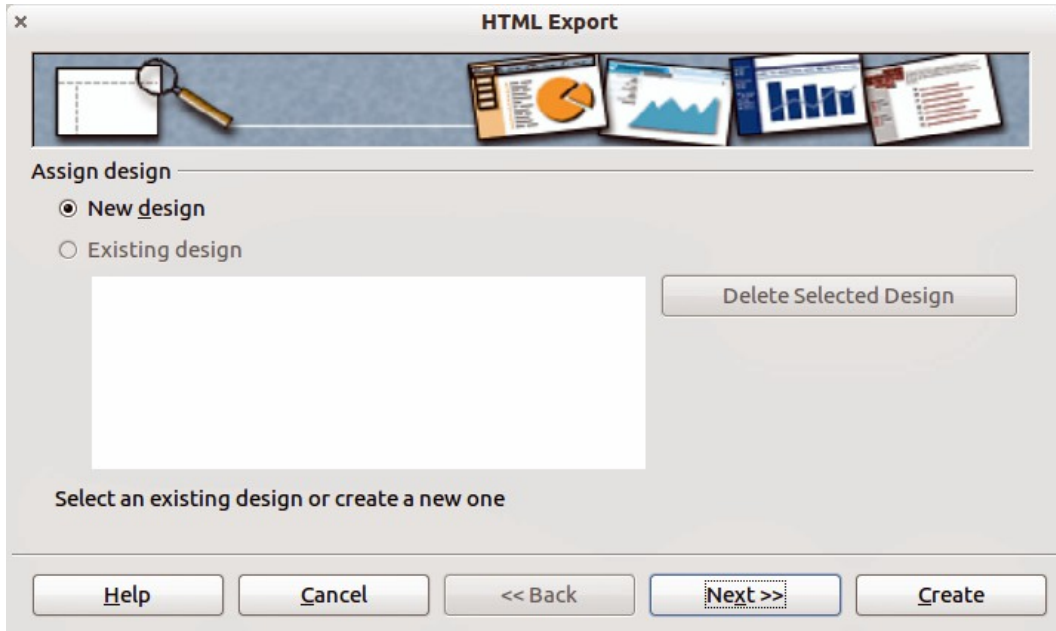 HTML Export
Assign design
New design
Existing design
Delete Selected Design
Select an existing design or create a new one
Help Cancel << Back Next >> Create